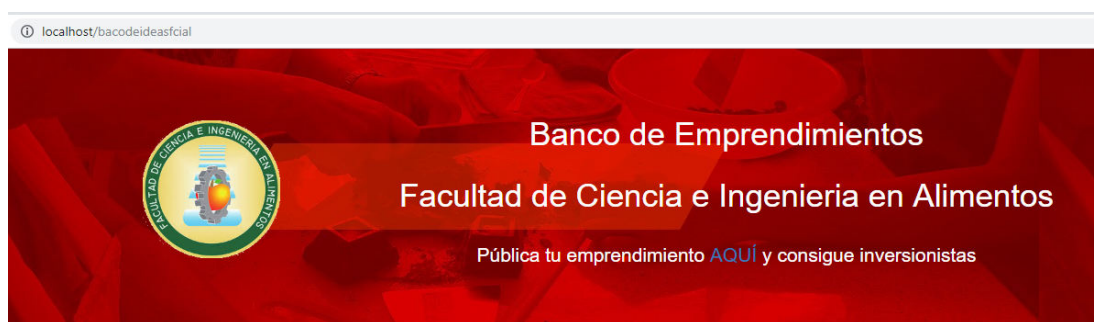 localhost/bacodeideasfcial
FACULTAD DE CIENCIA E INGENIERIA EN ALIMENTOS
Banco de Emprendimientos
Facultad de Ciencia e Ingenieria en Alimentos
Pública tu emprendimiento AQUÍ y consigue inversionistas